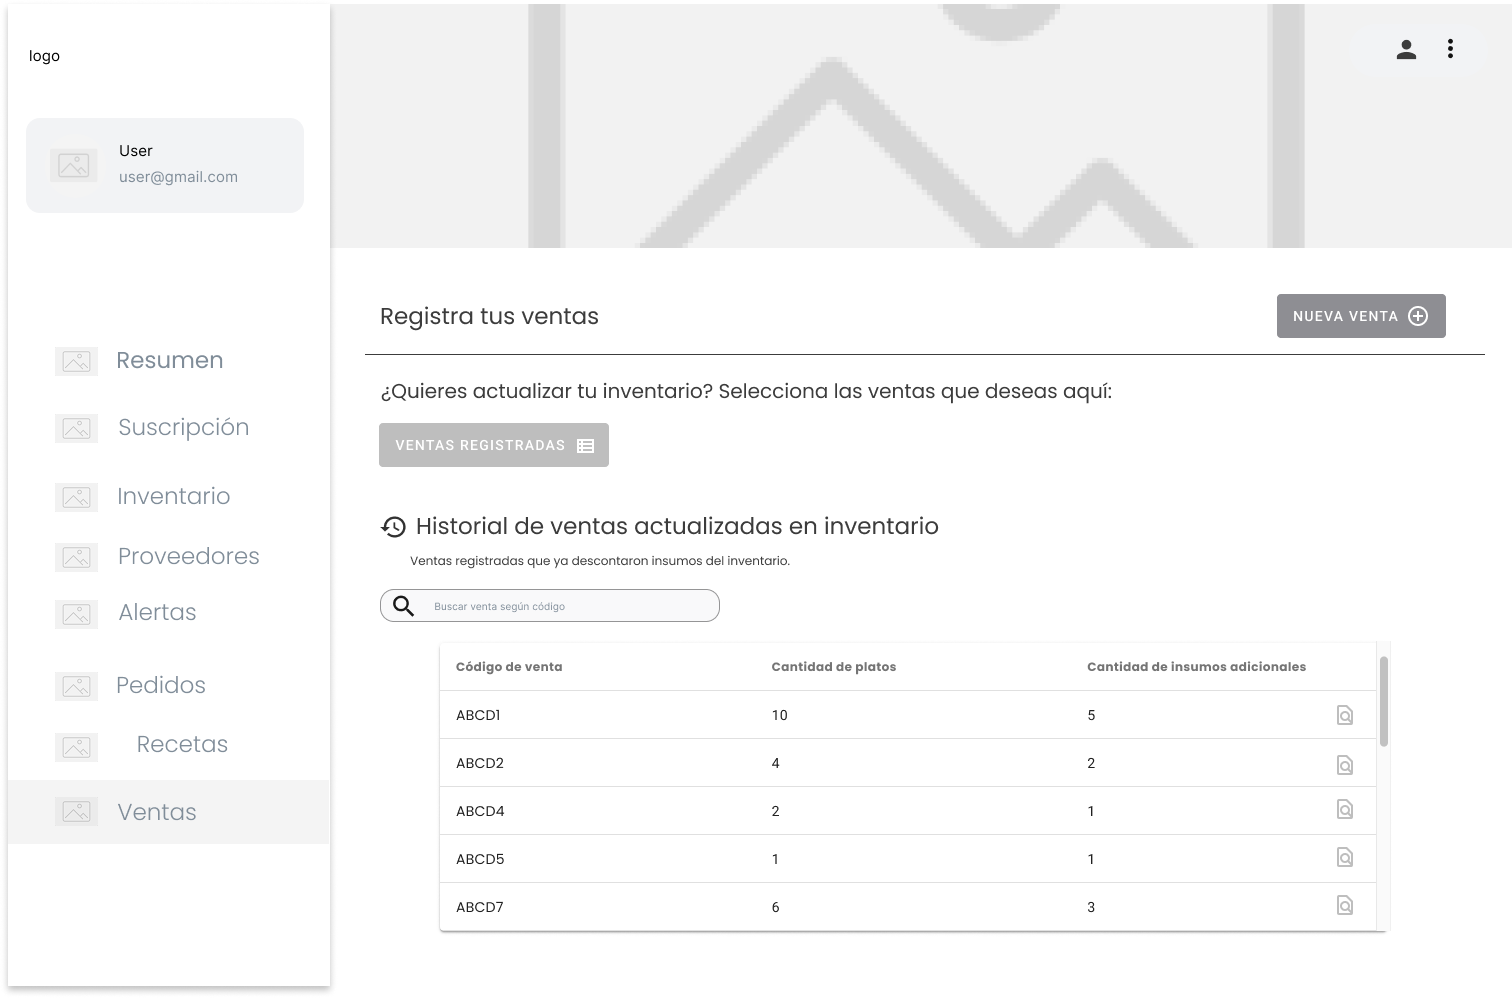 logo
User
user@gmail.com
Resumen
Suscripción
Inventario
Proveedores
Alertas
Pedidos
Recetas
Ventas
Registra tus ventas
NUEVA VENTA
¿Quieres actualizar tu inventario? Selecciona las ventas que deseas aquí:
VENTAS REGISTRADAS
Historial de ventas actualizadas en inventario
Ventas registradas que ya descontaron insumos del inventario.
Buscar venta según código
Código de venta Cantidad de platos Cantidad de insumos adicionales
ABCD1 10 5
ABCD2 4 2
ABCD4 2 1
ABCD5 1 1
ABCD7 6 3